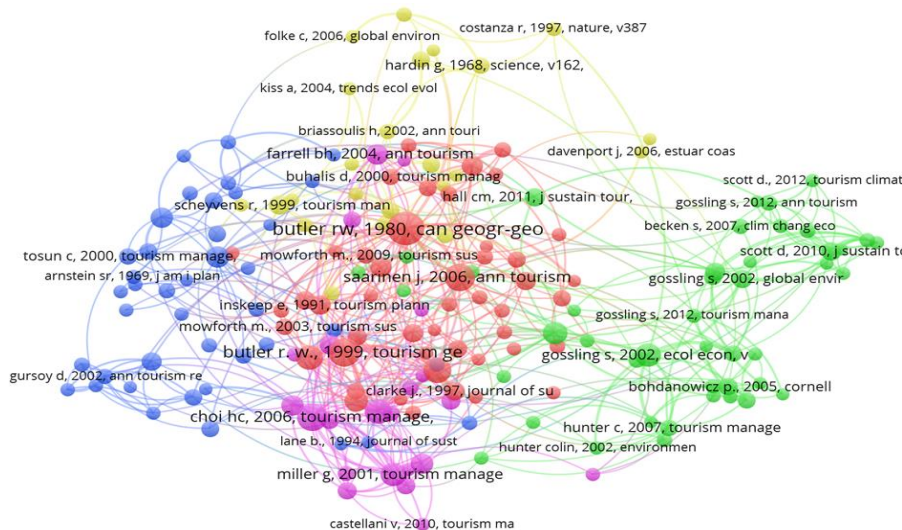 costanza r, 1997, nature, v387
folke c, 2006, global environ
hardin g, 1968, science, v162,
kiss a, 2004, trends ecol evol
briassoulis h, 2002, ann touri
farrell bh, 2004, ann tourism
davenport j, 2006, estuar coas
buhalis d, 2000, tourism manag
scott d., 2012, tourism climat
hall cm, 2011, j sustain tour,
scheyvens r, 1999, tourism man
gossling s, 2012, ann tourism
butler rw, 1980, can geogr-geo
becken s, 2007, clim chang eco
tosun c, 2000, tourism manage,
mowforth m., 2009, tourism sus
scott d, 2010, j sustain to
arnstein sr, 1969, j am i plan
saarinen j, 2006, ann tourism
gossling s, 2002, global envir
inskeep e, 1991, tourism plann
gossling s, 2012, tourism mana
mowforth m., 2003, tourism sus
butler r. w., 1999, tourism ge
gossling s, 2002, ecol econ, v
gursoy d, 2002, ann tourism re
clarke j., 1997, journal of su
bohdanowicz p., 2005, cornell
choi hc, 2006, tourism manage,
hunter c, 2007, tourism manage
lane b., 1994, journal of sust
hunter colin, 2002, environmen
miller g, 2001, tourism manage
castellani v, 2010, tourism ma